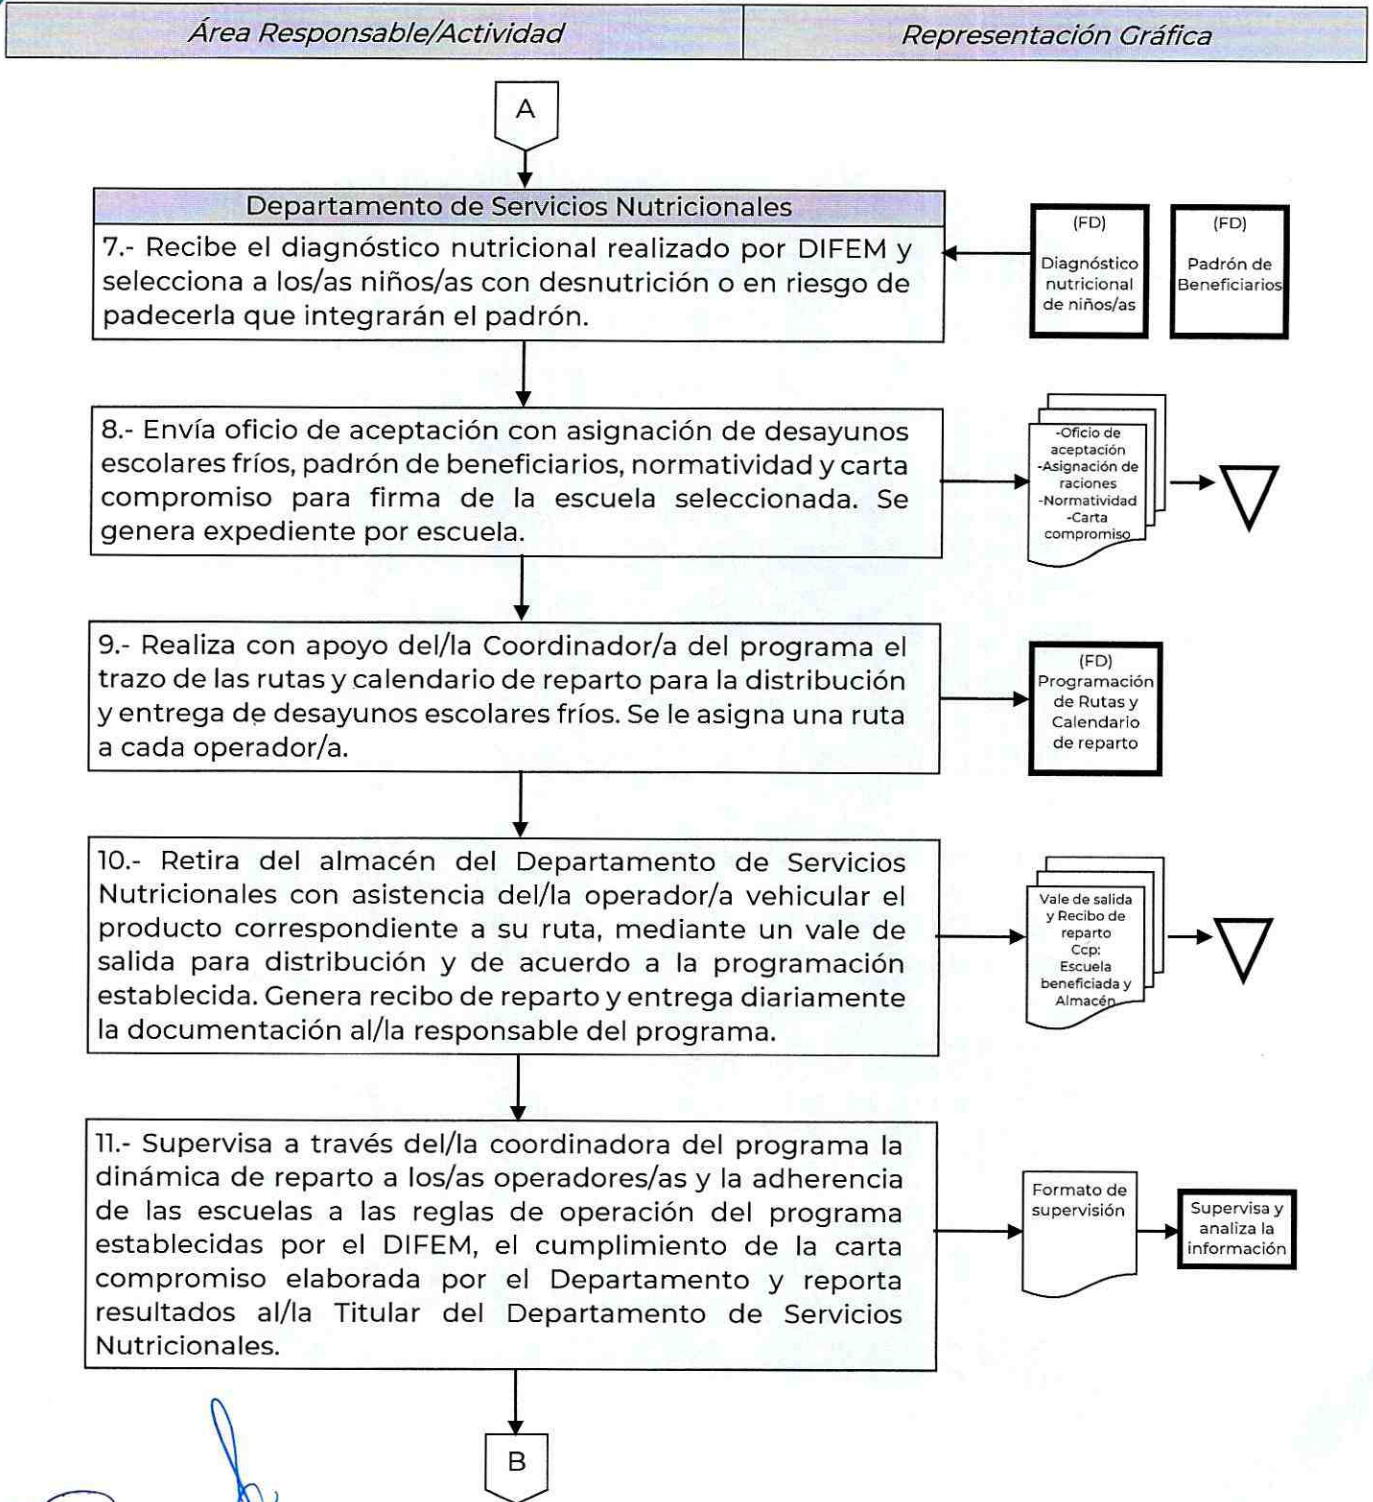 Área Responsable/Actividad
Representación Gráfica
A
Departamento de Servicios Nutricionales
7.- Recibe el diagnóstico nutricional realizado por DIFEM y
selecciona a los/as niños/as con desnutrición o en riesgo de
padecerla que integrarán el padrón.
(FD)
Diagnóstico
nutricional
de niños/as
(FD)
Padrón de
Beneficiarios
8.- Envía oficio de aceptación con asignación de desayunos
escolares fríos, padrón de beneficiarios, normatividad y carta
compromiso para firma de la escuela seleccionada. Se
genera expediente por escuela.
-Oficio de
aceptación
-Asignación de
raciones
-Normatividad
-Carta
compromiso
9.- Realiza con apoyo del/la Coordinador/a del programa el
trazo de las rutas y calendario de reparto para la distribución
y entrega de desayunos escolares fríos. Se le asigna una ruta
a cada operador/a.
(FD)
Programación
de Rutas y
Calendario
de reparto
10.- Retira del almacén del Departamento de Servicios
Nutricionales con asistencia del/la operador/a vehicular el
producto correspondiente a su ruta, mediante un vale de
salida para distribución y de acuerdo a la programación
establecida. Genera recibo de reparto y entrega diariamente
la documentación al/la responsable del programa.
Vale de salida
y Recibo de
reparto
Ccp:
Escuela
beneficiada y
Almacén
11.- Supervisa a través del/la coordinadora del programa la
dinámica de reparto a los/as operadores/as y la adherencia
de las escuelas a las reglas de operación del programa
establecidas por el DIFEM, el cumplimiento de la carta
compromiso elaborada por el Departamento y reporta
resultados al/la Titular del Departamento de Servicios
Nutricionales.
Formato de
supervisión
Supervisa y
analiza la
información
B